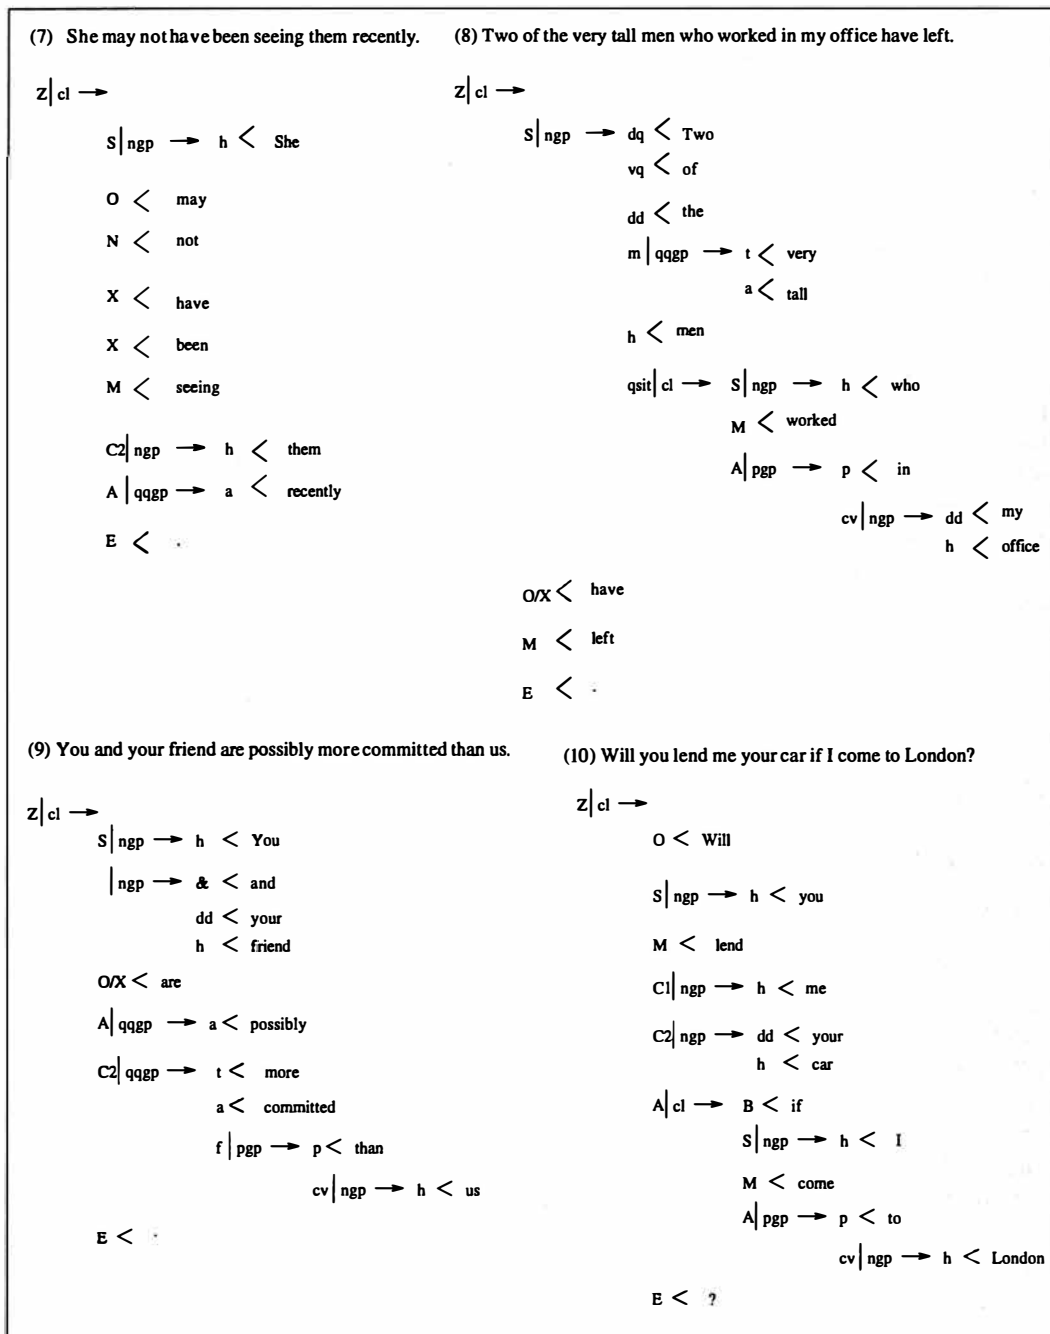 (7) She may not have been seeing them recently.
Z| cl →
S| ngp → h < She
O < may
N < not
X < have
X < been
M < seeing
C2| ngp → h < them
A | qqgp → a < recently
E < .
(8) Two of the very tall men who worked in my office have left.
Z| cl →
S| ngp → dq < Two
vq < of
dd < the
m | qqgp → t < very
a < tall
h < men
qsit| cl → S| ngp → h < who
M < worked
A| pgp → p < in
cv| ngp → dd < my
h < office
O/X < have
M < left
E < .
(9) You and your friend are possibly more committed than us.
Z| cl →
S| ngp → h < You
| ngp → & < and
dd < your
h < friend
O/X < are
A| qqgp → a < possibly
C2| qqgp → t < more
a < committed
f | pgp → p < than
cv| ngp → h < us
E < .
(10) Will you lend me your car if I come to London?
Z| cl →
O < Will
S| ngp → h < you
M < lend
C1| ngp → h < me
C2| ngp → dd < your
h < car
A| cl → B < if
S| ngp → h < I
M < come
A| pgp → p < to
cv| ngp → h < London
E < ?